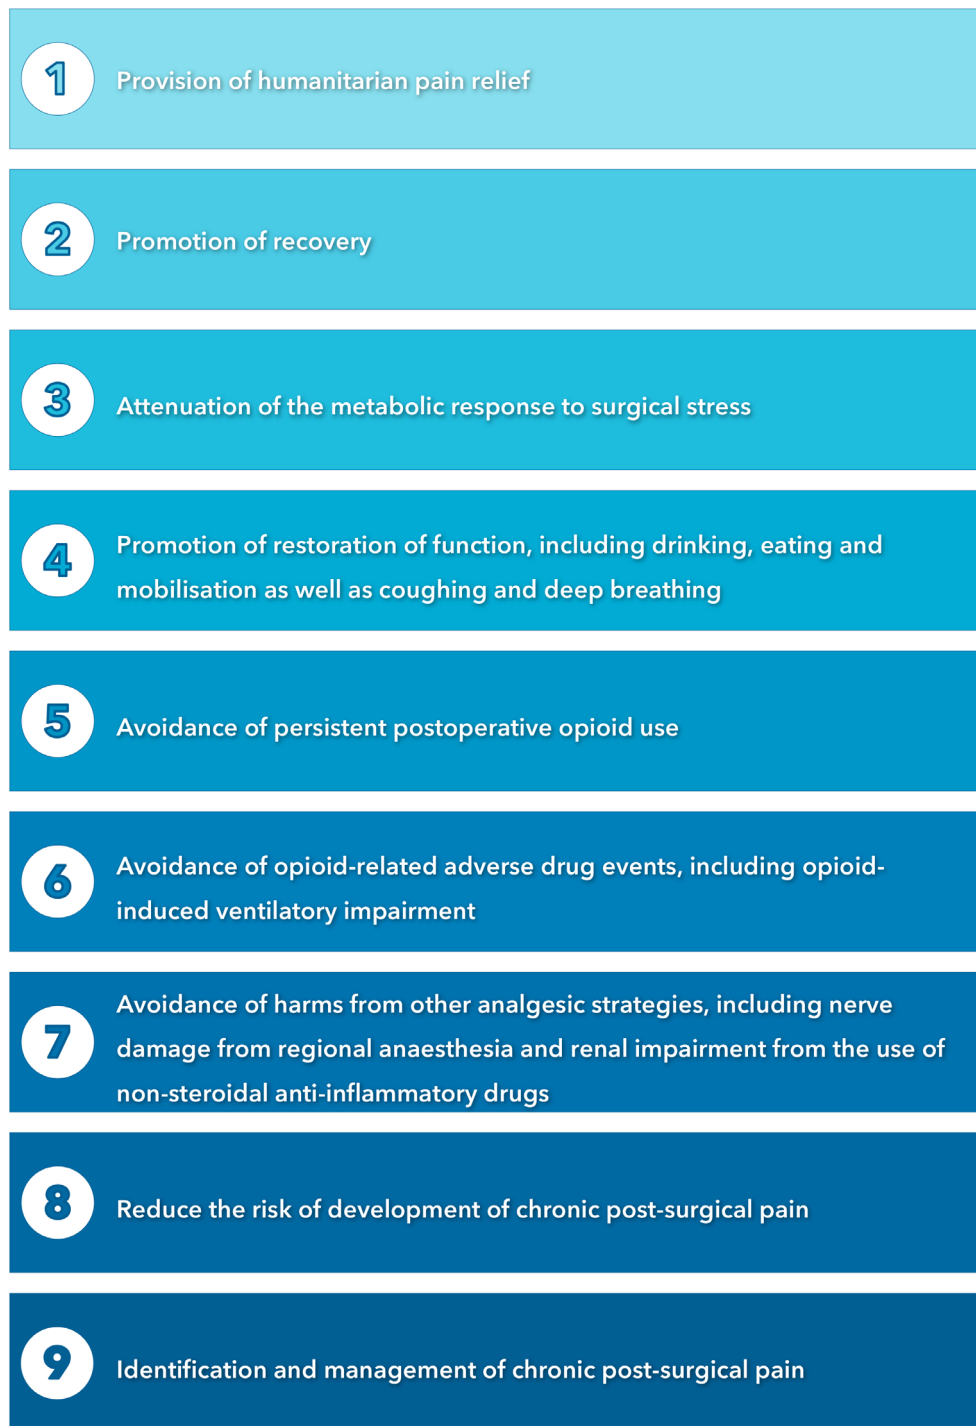 1
Provision of humanitarian pain relief
2
Promotion of recovery
3
Attenuation of the metabolic response to surgical stress
4
Promotion of restoration of function, including drinking, eating and
mobilisation as well as coughing and deep breathing
5
Avoidance of persistent postoperative opioid use
6
Avoidance of opioid-related adverse drug events, including opioid-
induced ventilatory impairment
7
Avoidance of harms from other analgesic strategies, including nerve
damage from regional anaesthesia and renal impairment from the use of
non-steroidal anti-inflammatory drugs
8
Reduce the risk of development of chronic post-surgical pain
9
Identification and management of chronic post-surgical pain